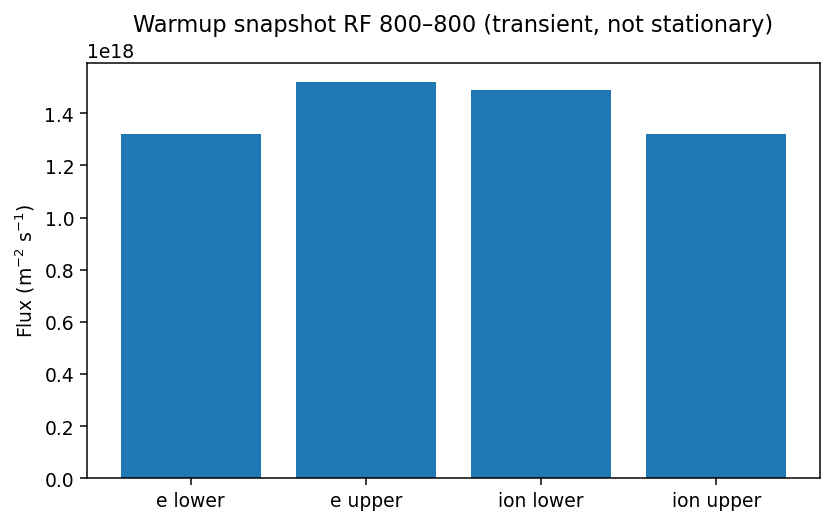 Warmup snapshot RF 800–800 (transient, not stationary)
1e18
Flux (m⁻² s⁻¹)
1.4
1.2
1.0
0.8
0.6
0.4
0.2
0.0
e lower
e upper
ion lower
ion upper